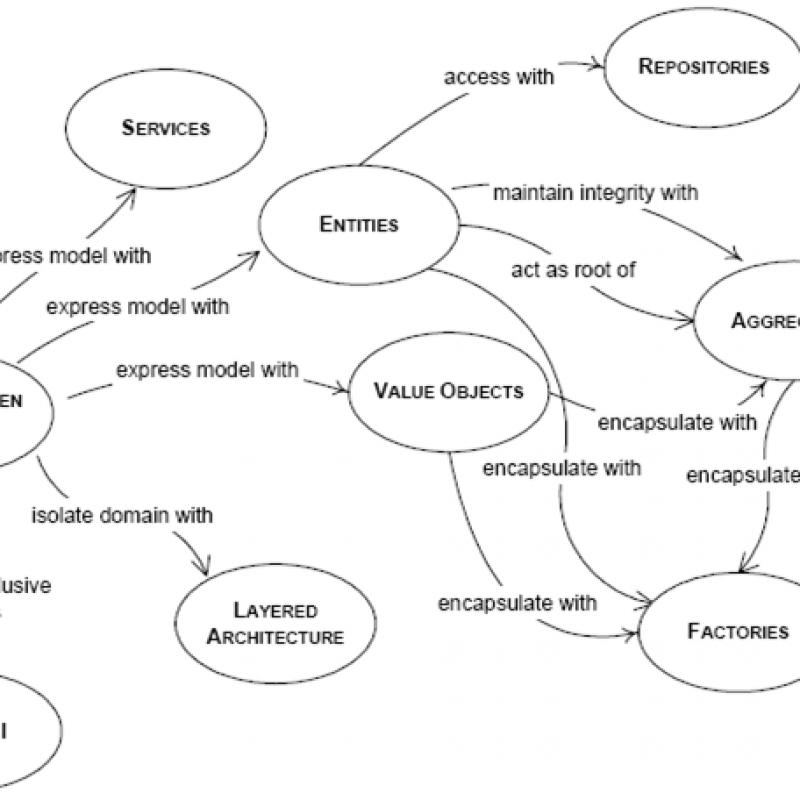 REPOSITORIES
access with
SERVICES
maintain integrity with
ENTITIES
press model with
act as root of
express model with
AGGREG
express model with
VALUE OBJECTS
EN
encapsulate with
encapsulate with
encapsulate
isolate domain with
lusive
encapsulate with
LAYERED
ARCHITECTURE
FACTORIES
I